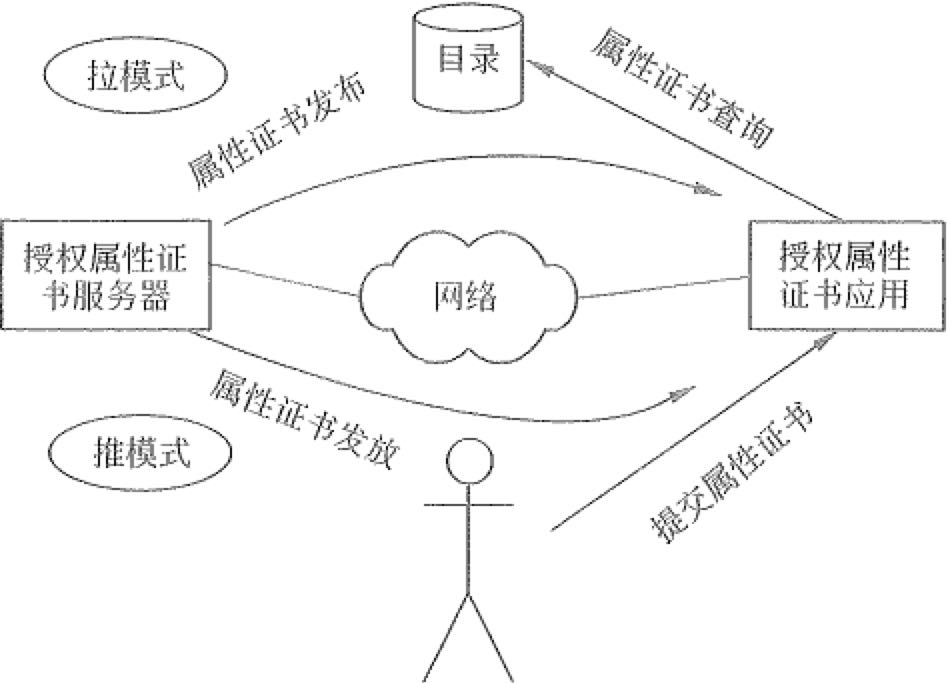 目录
属性证书查询
拉模式
属性证书发布
授权属性证
书服务器
网络
授权属性
证书应用
属性证书发放
推模式
提交属性证书